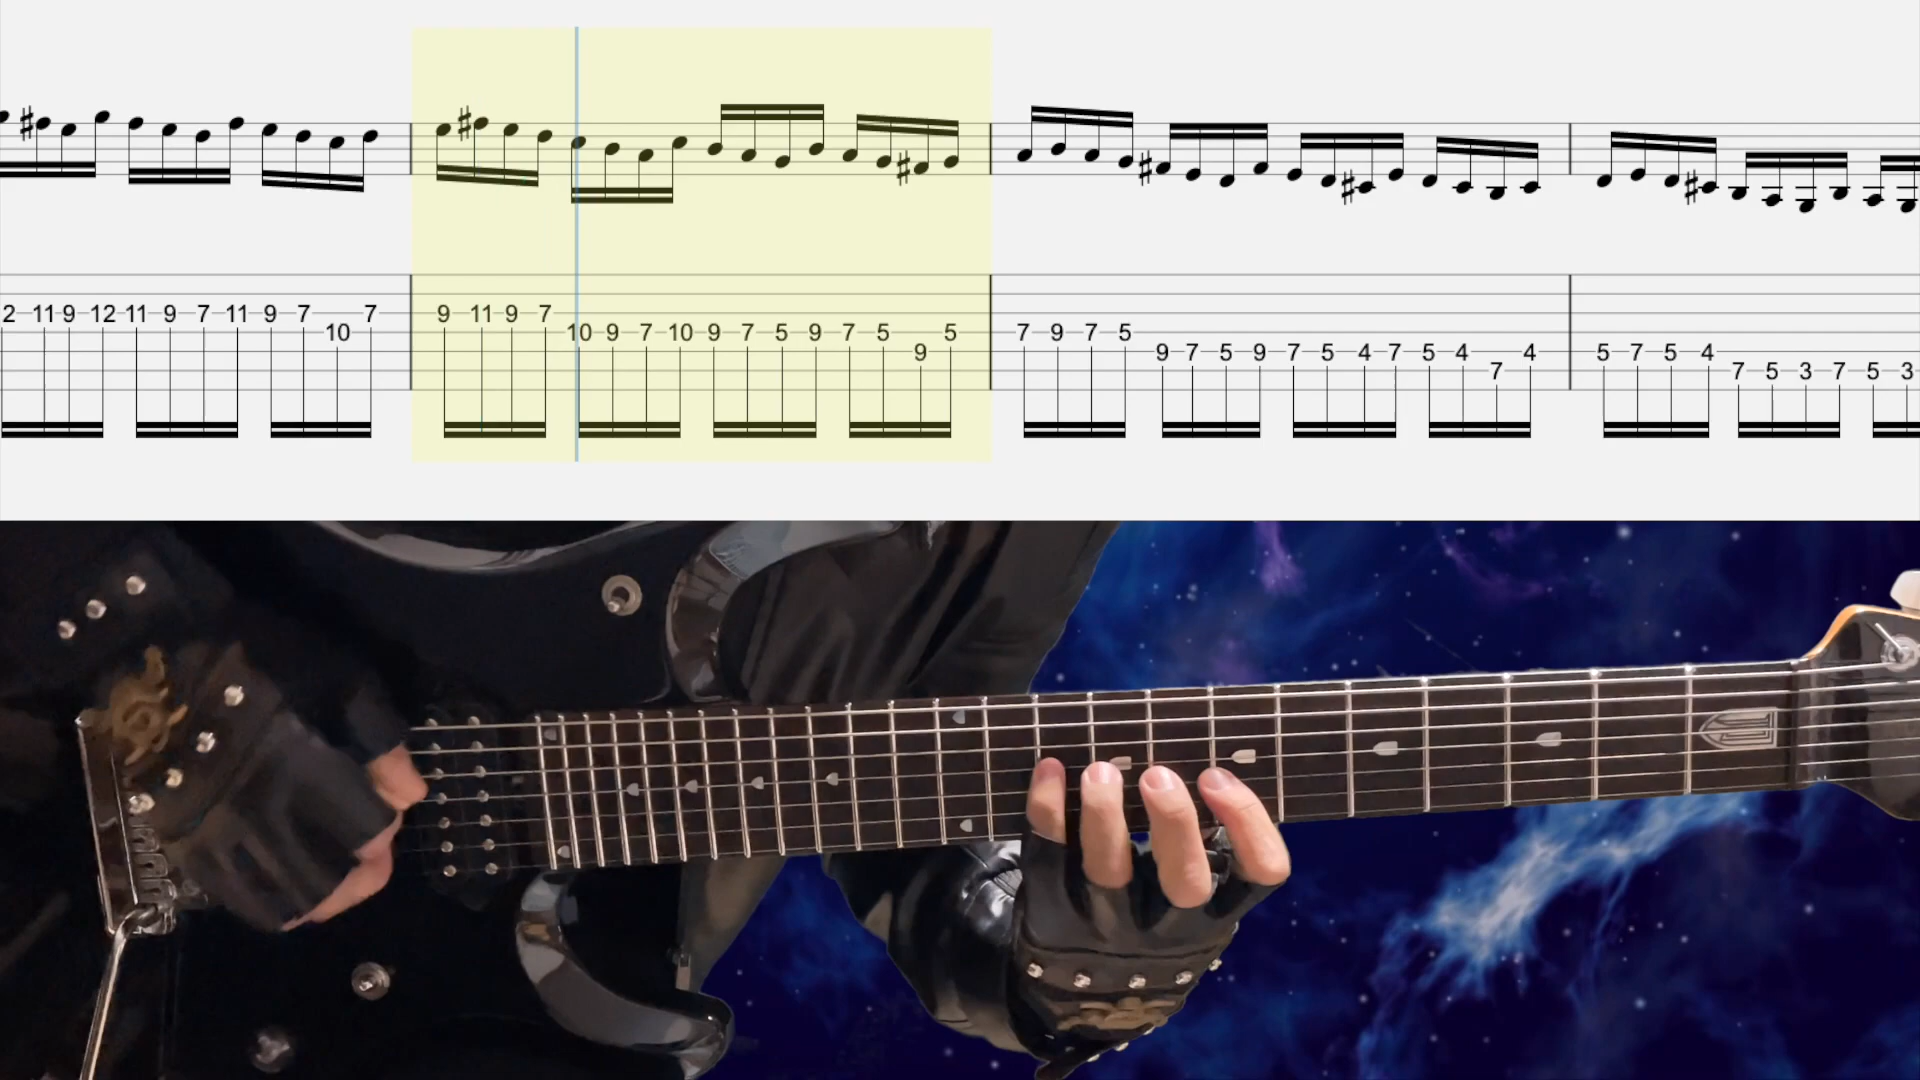 2 11 9 12 11 9 7 11 9 7 7 9 11 9 7
10 10 9 7 10 9 7 5 9 7 5 5 7 9 7 5
9 9 7 5 9 7 5 4 7 5 4 4 5 7 5 4
7 7 5 3 7 5 3